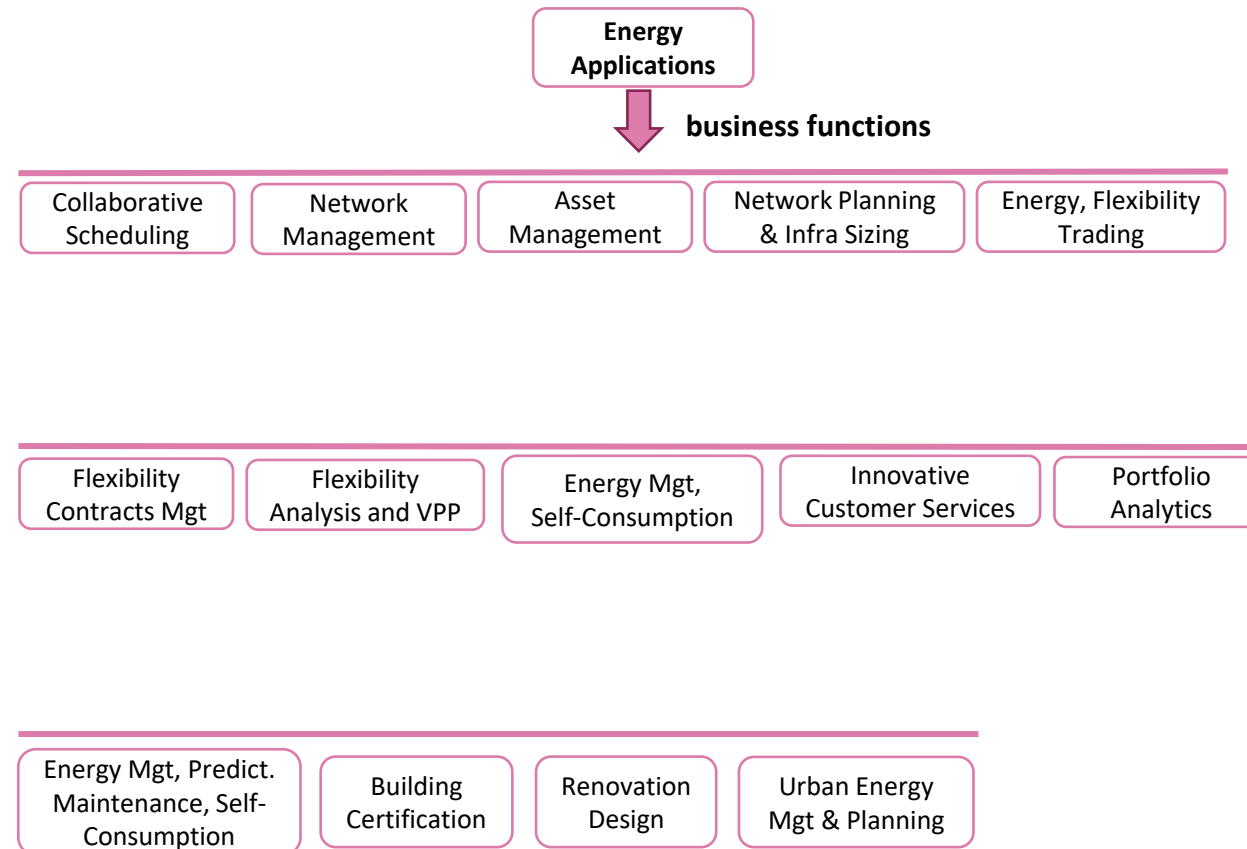 Energy
Applications
business functions
Collaborative
Scheduling
Network
Management
Asset
Management
Network Planning
& Infra Sizing
Energy, Flexibility
Trading
Flexibility
Contracts Mgt
Flexibility
Analysis and VPP
Energy Mgt,
Self-Consumption
Innovative
Customer Services
Portfolio
Analytics
Energy Mgt, Predict.
Maintenance, Self-
Consumption
Building
Certification
Renovation
Design
Urban Energy
Mgt & Planning